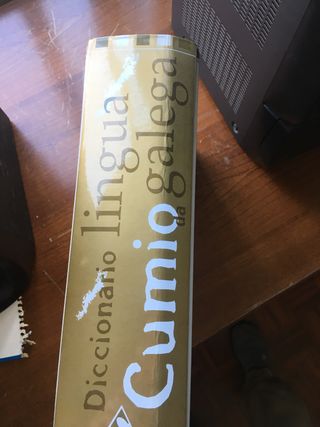 Diccionario
lingua
da galega
Cumio